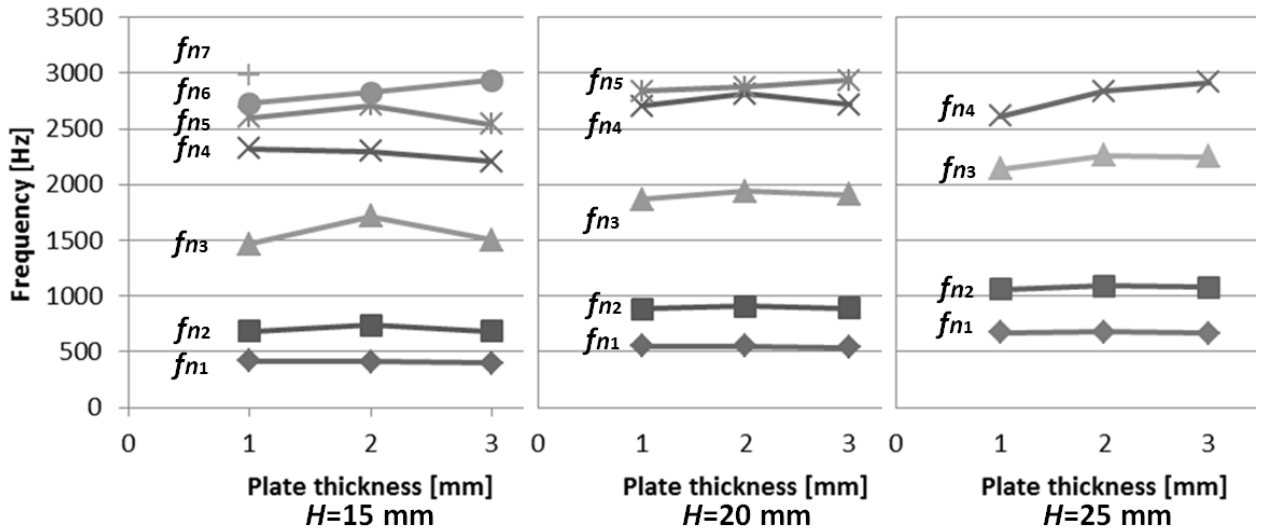 Frequency [Hz]
3500
3000
2500
2000
1500
1000
500
0
fn7
fn6
fn5
fn4
fn3
fn2
fn1
0 1 2 3
Plate thickness [mm]
H=15 mm
fn5
fn4
fn3
fn2
fn1
0 1 2 3
Plate thickness [mm]
H=20 mm
fn4
fn3
fn2
fn1
0 1 2 3
Plate thickness [mm]
H=25 mm